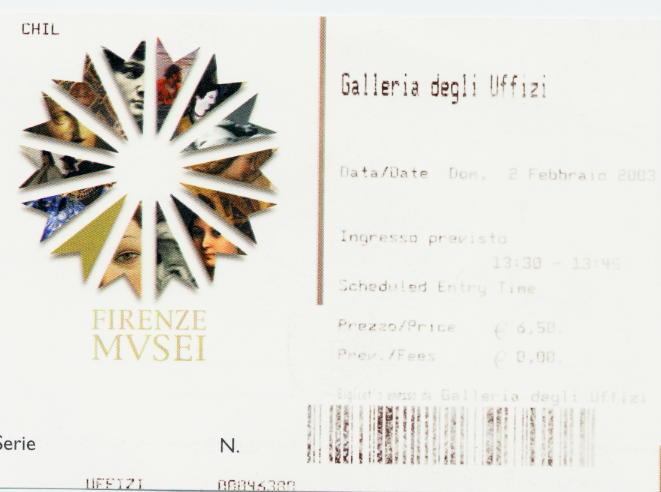 CHIL
FIRENZE
MVSEI
Serie N.
UFFIZI 00046380
Galleria degli Uffizi
Data/Date Dom. 2 Febbraio 2003
Ingresso previsto
13:30 - 13:45
Scheduled Entry Time
Prezzo/Price € 6,50.
Prev./Fees € 0,00.
Galleria degli Uffizi